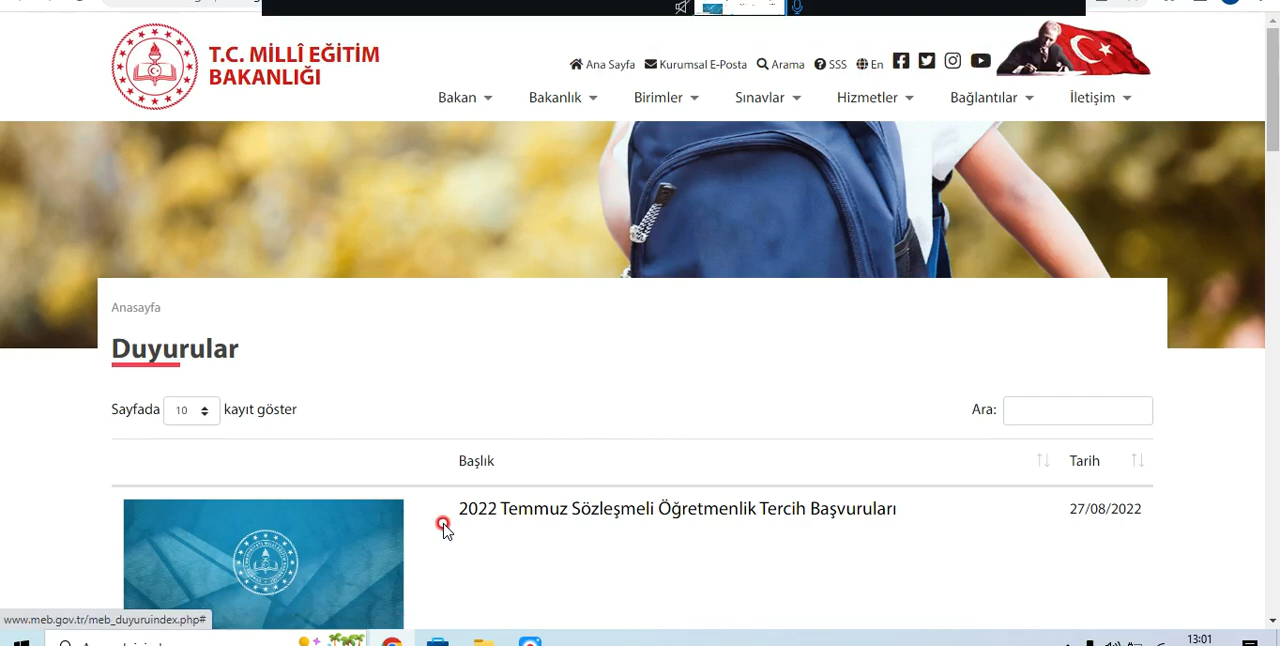 T.C. MİLLÎ EĞİTİM
BAKANLIĞI
Ana Sayfa Kurumsal E-Posta Arama SSS En
Bakan Bakanlık Birimler Sınavlar Hizmetler Bağlantılar İletişim
Anasayfa
Duyurular
Sayfada 10 kayıt göster
Ara:
Başlık Tarih
2022 Temmuz Sözleşmeli Öğretmenlik Tercih Başvuruları 27/08/2022
www.meb.gov.tr/meb_duyuruindex.php#
13:01